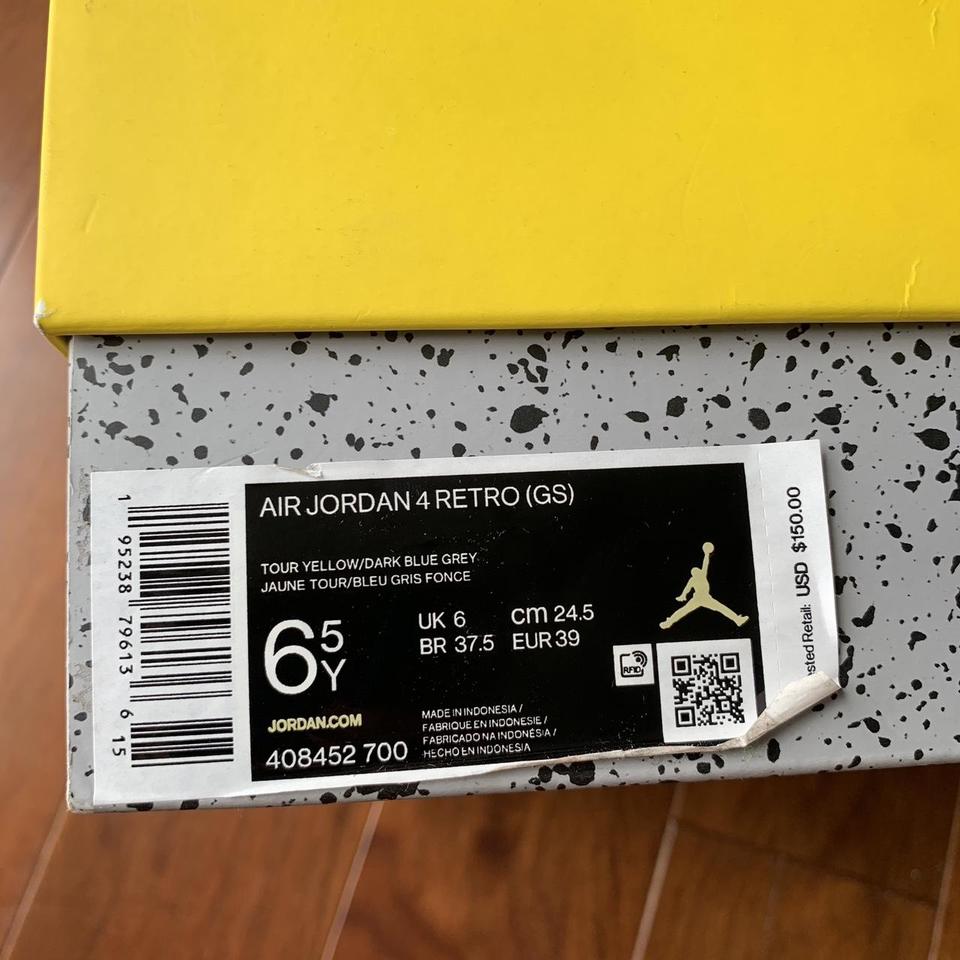 AIR JORDAN 4 RETRO (GS)
TOUR YELLOW/DARK BLUE GREY
JAUNE TOUR/BLEU GRIS FONCE
6 5 Y
UK 6 cm 24.5
BR 37.5 EUR 39
RFID
JORDAN.COM
408452 700
MADE IN INDONESIA /
FABRIQUE EN INDONESIE /
FABRICADO NA INDONÉSIA /
HECHO EN INDONESIA
1 95238 79613 6 15
Retail: USD $150.00